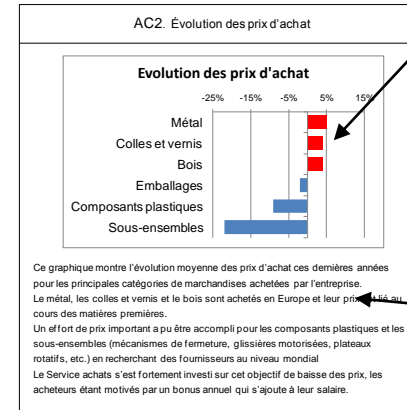 AC2. Évolution des prix d'achat
Evolution des prix d'achat
-25% -15% -5% 5% 15%
Métal
Colles et vernis
Bois
Emballages
Composants plastiques
Sous-ensembles
Ce graphique montre l'évolution moyenne des prix d'achat ces dernières années
pour les principales catégories de marchandises achetées par l'entreprise.
Le métal, les colles et vernis et le bois sont achetés en Europe et leur prix est lié au
cours des matières premières.
Un effort de prix important a pu être accompli pour les composants plastiques et les
sous-ensembles (mécanismes de fermeture, glissières motorisées, plateaux
rotatifs, etc.) en recherchant des fournisseurs au niveau mondial
Le Service achats s'est fortement investi sur cet objectif de baisse des prix, les
acheteurs étant motivés par un bonus annuel qui s'ajoute à leur salaire.